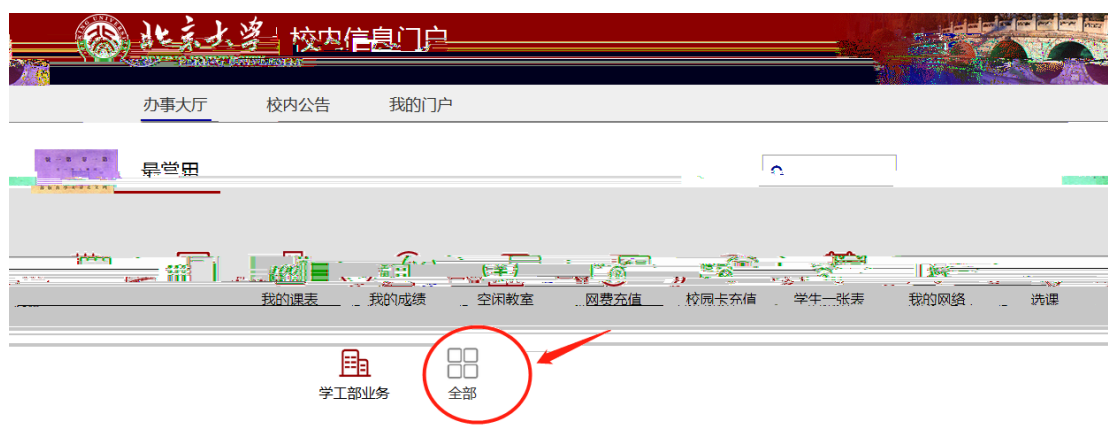 北京大学 校内信息门户
办事大厅 校内公告 我的门户
最常用
我的课表 我的成绩 空闲教室 网费充值 校园卡充值 学生一张表 我的网络 选课
学工部业务 全部